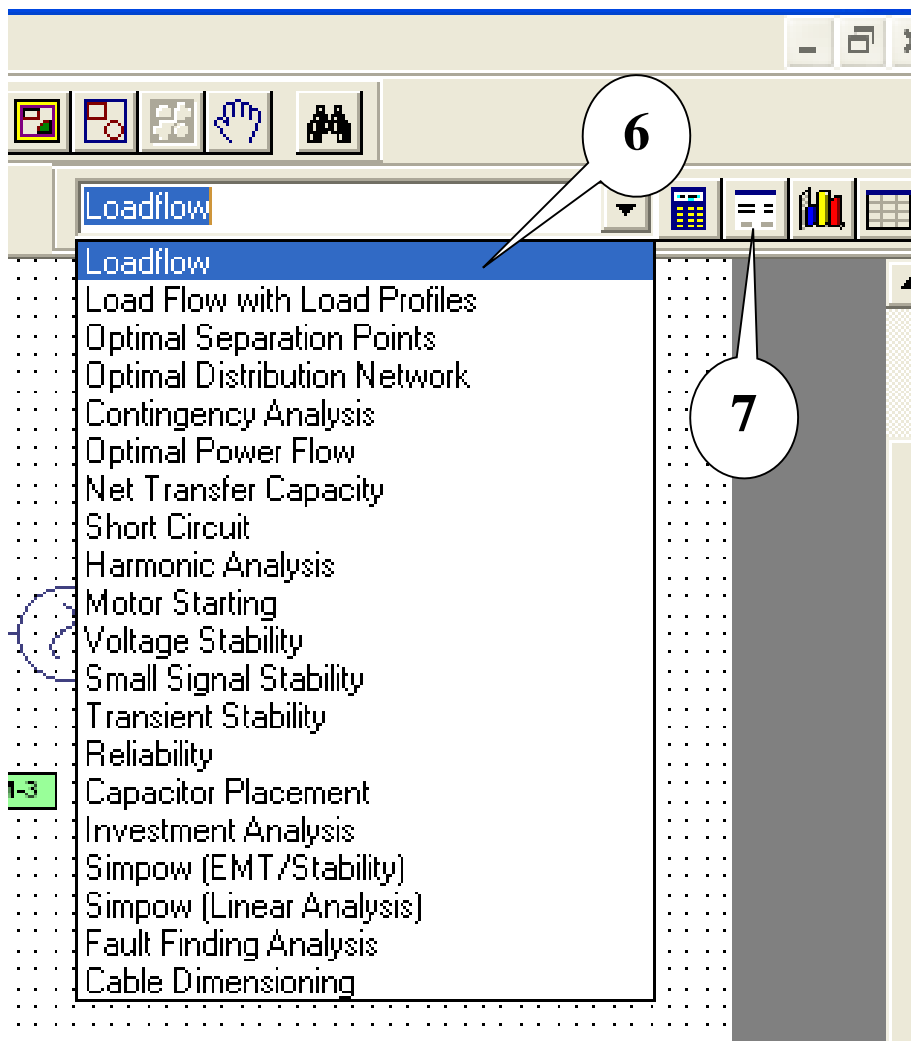 6
Loadflow
Loadflow
Load Flow with Load Profiles
Optimal Separation Points
Optimal Distribution Network
Contingency Analysis
7
Optimal Power Flow
Net Transfer Capacity
Short Circuit
Harmonic Analysis
Motor Starting
Voltage Stability
Small Signal Stability
Transient Stability
Reliability
-3
Capacitor Placement
Investment Analysis
Simpow (EMT/Stability)
Simpow (Linear Analysis)
Fault Finding Analysis
Cable Dimensioning